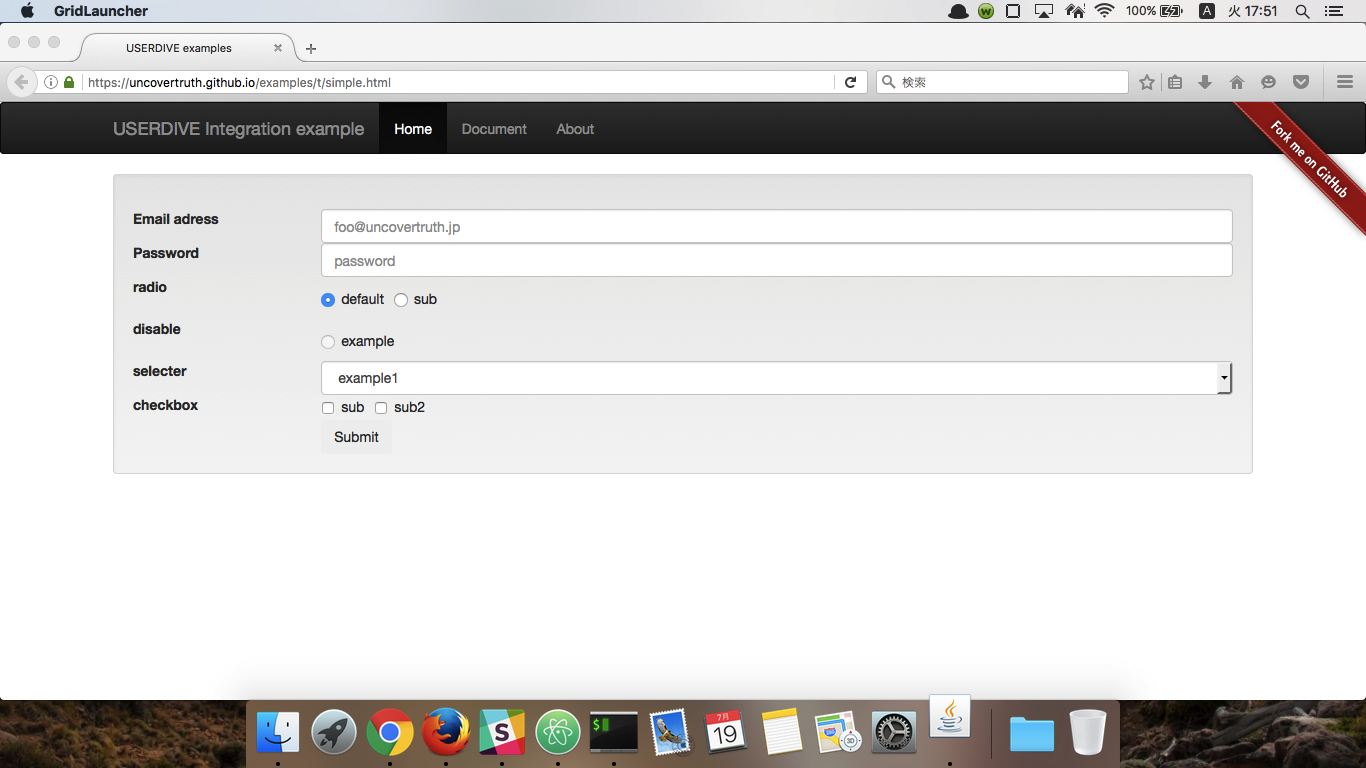 GridLauncher
100% A 火 17:51
USERDIVE examples
https://uncovertruth.github.io/examples/t/simple.html
検索
USERDIVE Integration example Home Document About
Fork me on GitHub
Email adress foo@uncovertruth.jp
Password password
radio default sub
disable example
selecter example1
checkbox sub sub2
Submit
7月
19